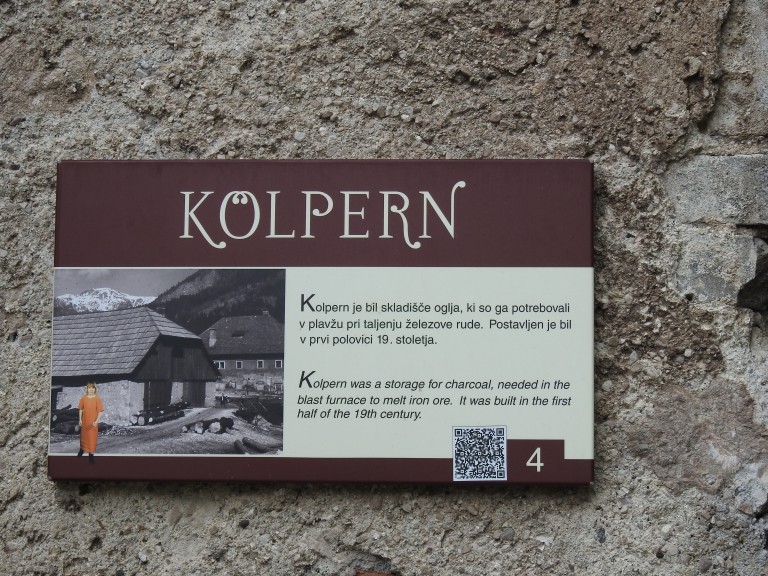 KÖLPERN
Kolpern je bil skladišče oglja, ki so ga potrebovali
v plavžu pri taljenju železove rude. Postavljen je bil
v prvi polovici 19. stoletja.
Kolpern was a storage for charcoal, needed in the
blast furnace to melt iron ore. It was built in the first
half of the 19th century.
4